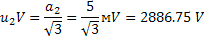 u₂V = a₂/√3 = 5/√3 мV = 2886.75 V